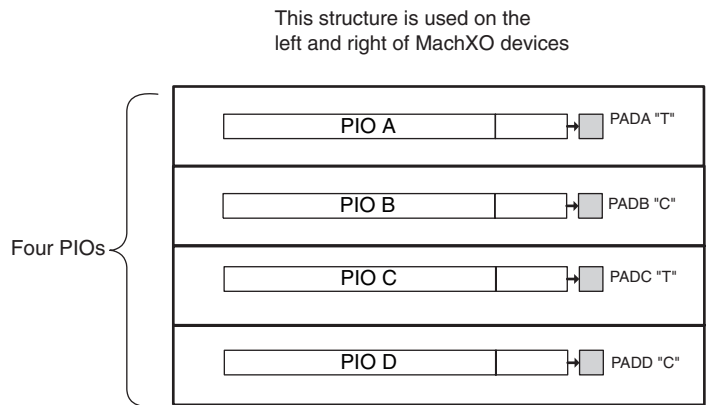 This structure is used on the
left and right of MachXO devices
PIO A
PADA "T"
PIO B
PADB "C"
Four PIOs
PIO C
PADC "T"
PIO D
PADD "C"